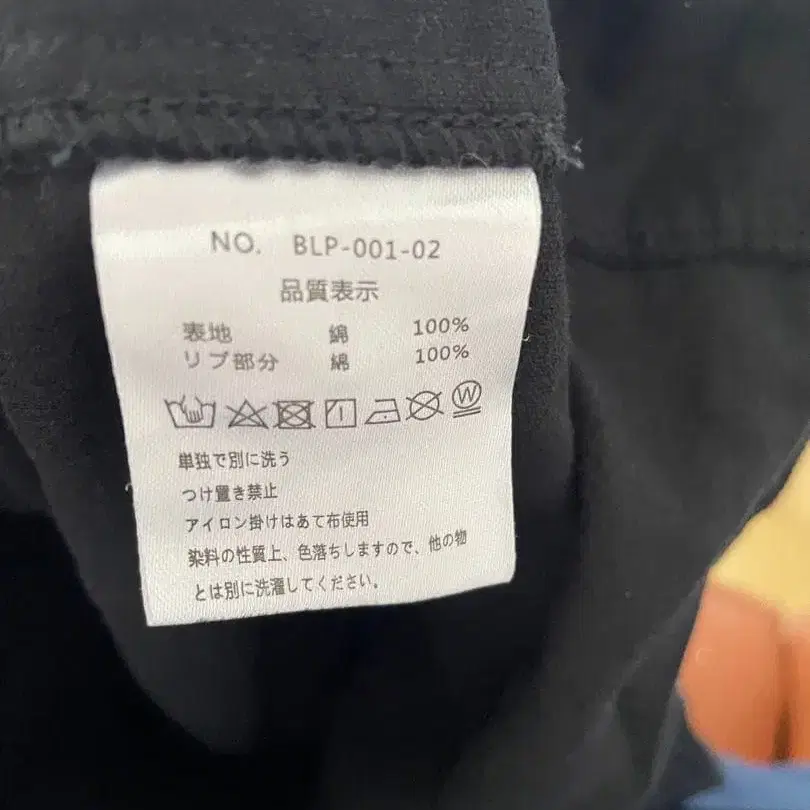 NO. BLP-001-02
品質表示
表地 綿 100%
リブ部分 綿 100%
W
単独で別に洗う
つけ置き禁止
アイロン掛けはあて布使用
染料の性質上、色落ちしますので、他の物
とは別に洗濯してください。